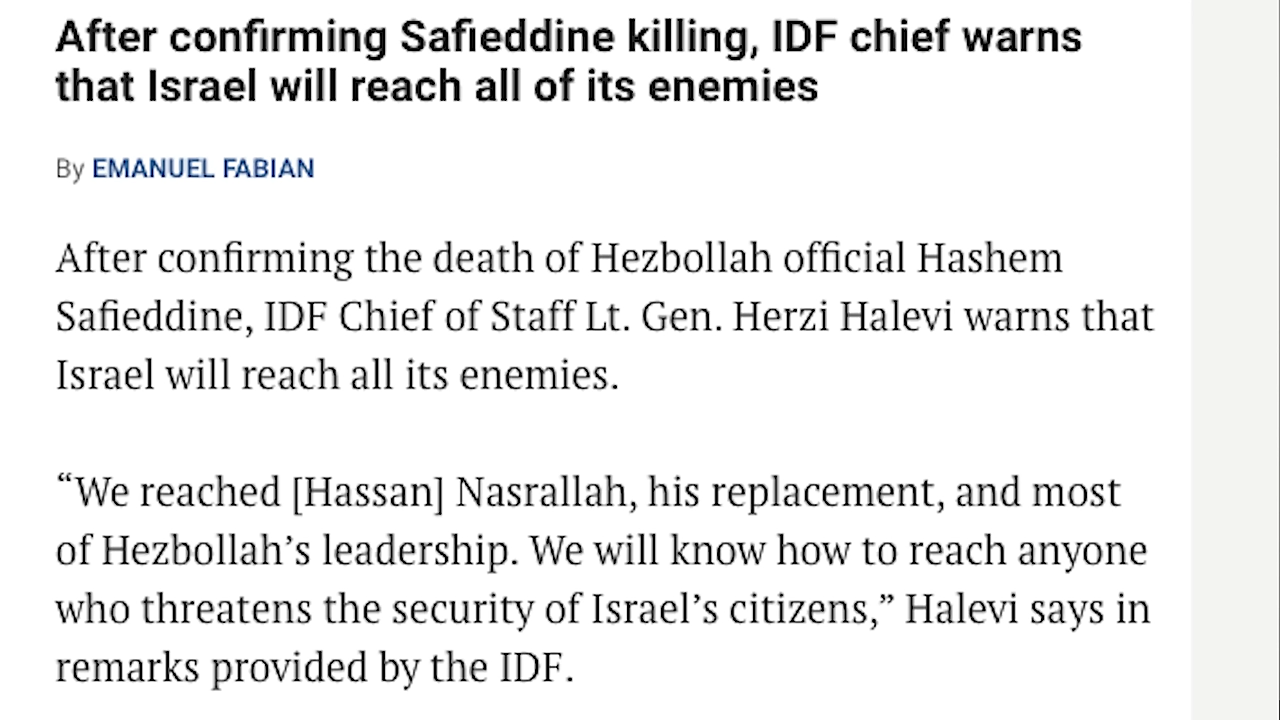 After confirming Safieddine killing, IDF chief warns
that Israel will reach all of its enemies
By EMANUEL FABIAN
After confirming the death of Hezbollah official Hashem
Safieddine, IDF Chief of Staff Lt. Gen. Herzi Halevi warns that
Israel will reach all its enemies.
“We reached [Hassan] Nasrallah, his replacement, and most
of Hezbollah’s leadership. We will know how to reach anyone
who threatens the security of Israel’s citizens,” Halevi says in
remarks provided by the IDF.